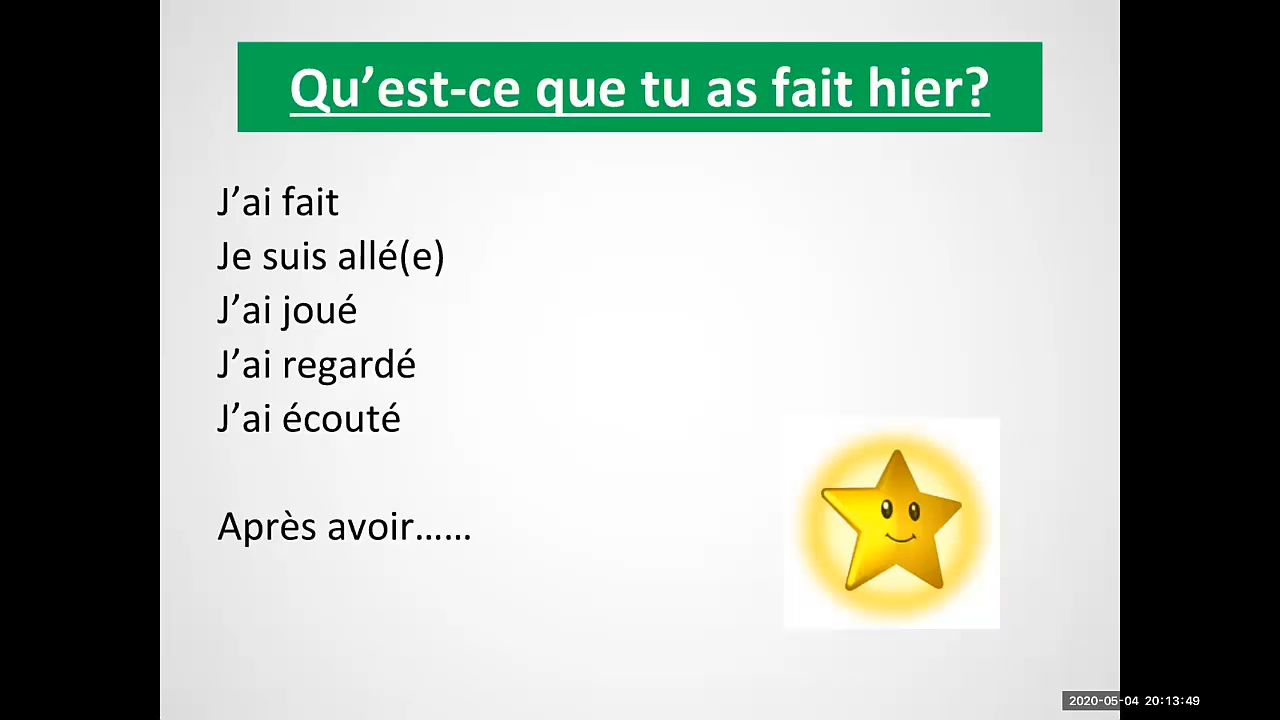 Qu’est-ce que tu as fait hier?
J’ai fait
Je suis allé(e)
J’ai joué
J’ai regardé
J’ai écouté
Après avoir……
2020-05-04 20:13:49